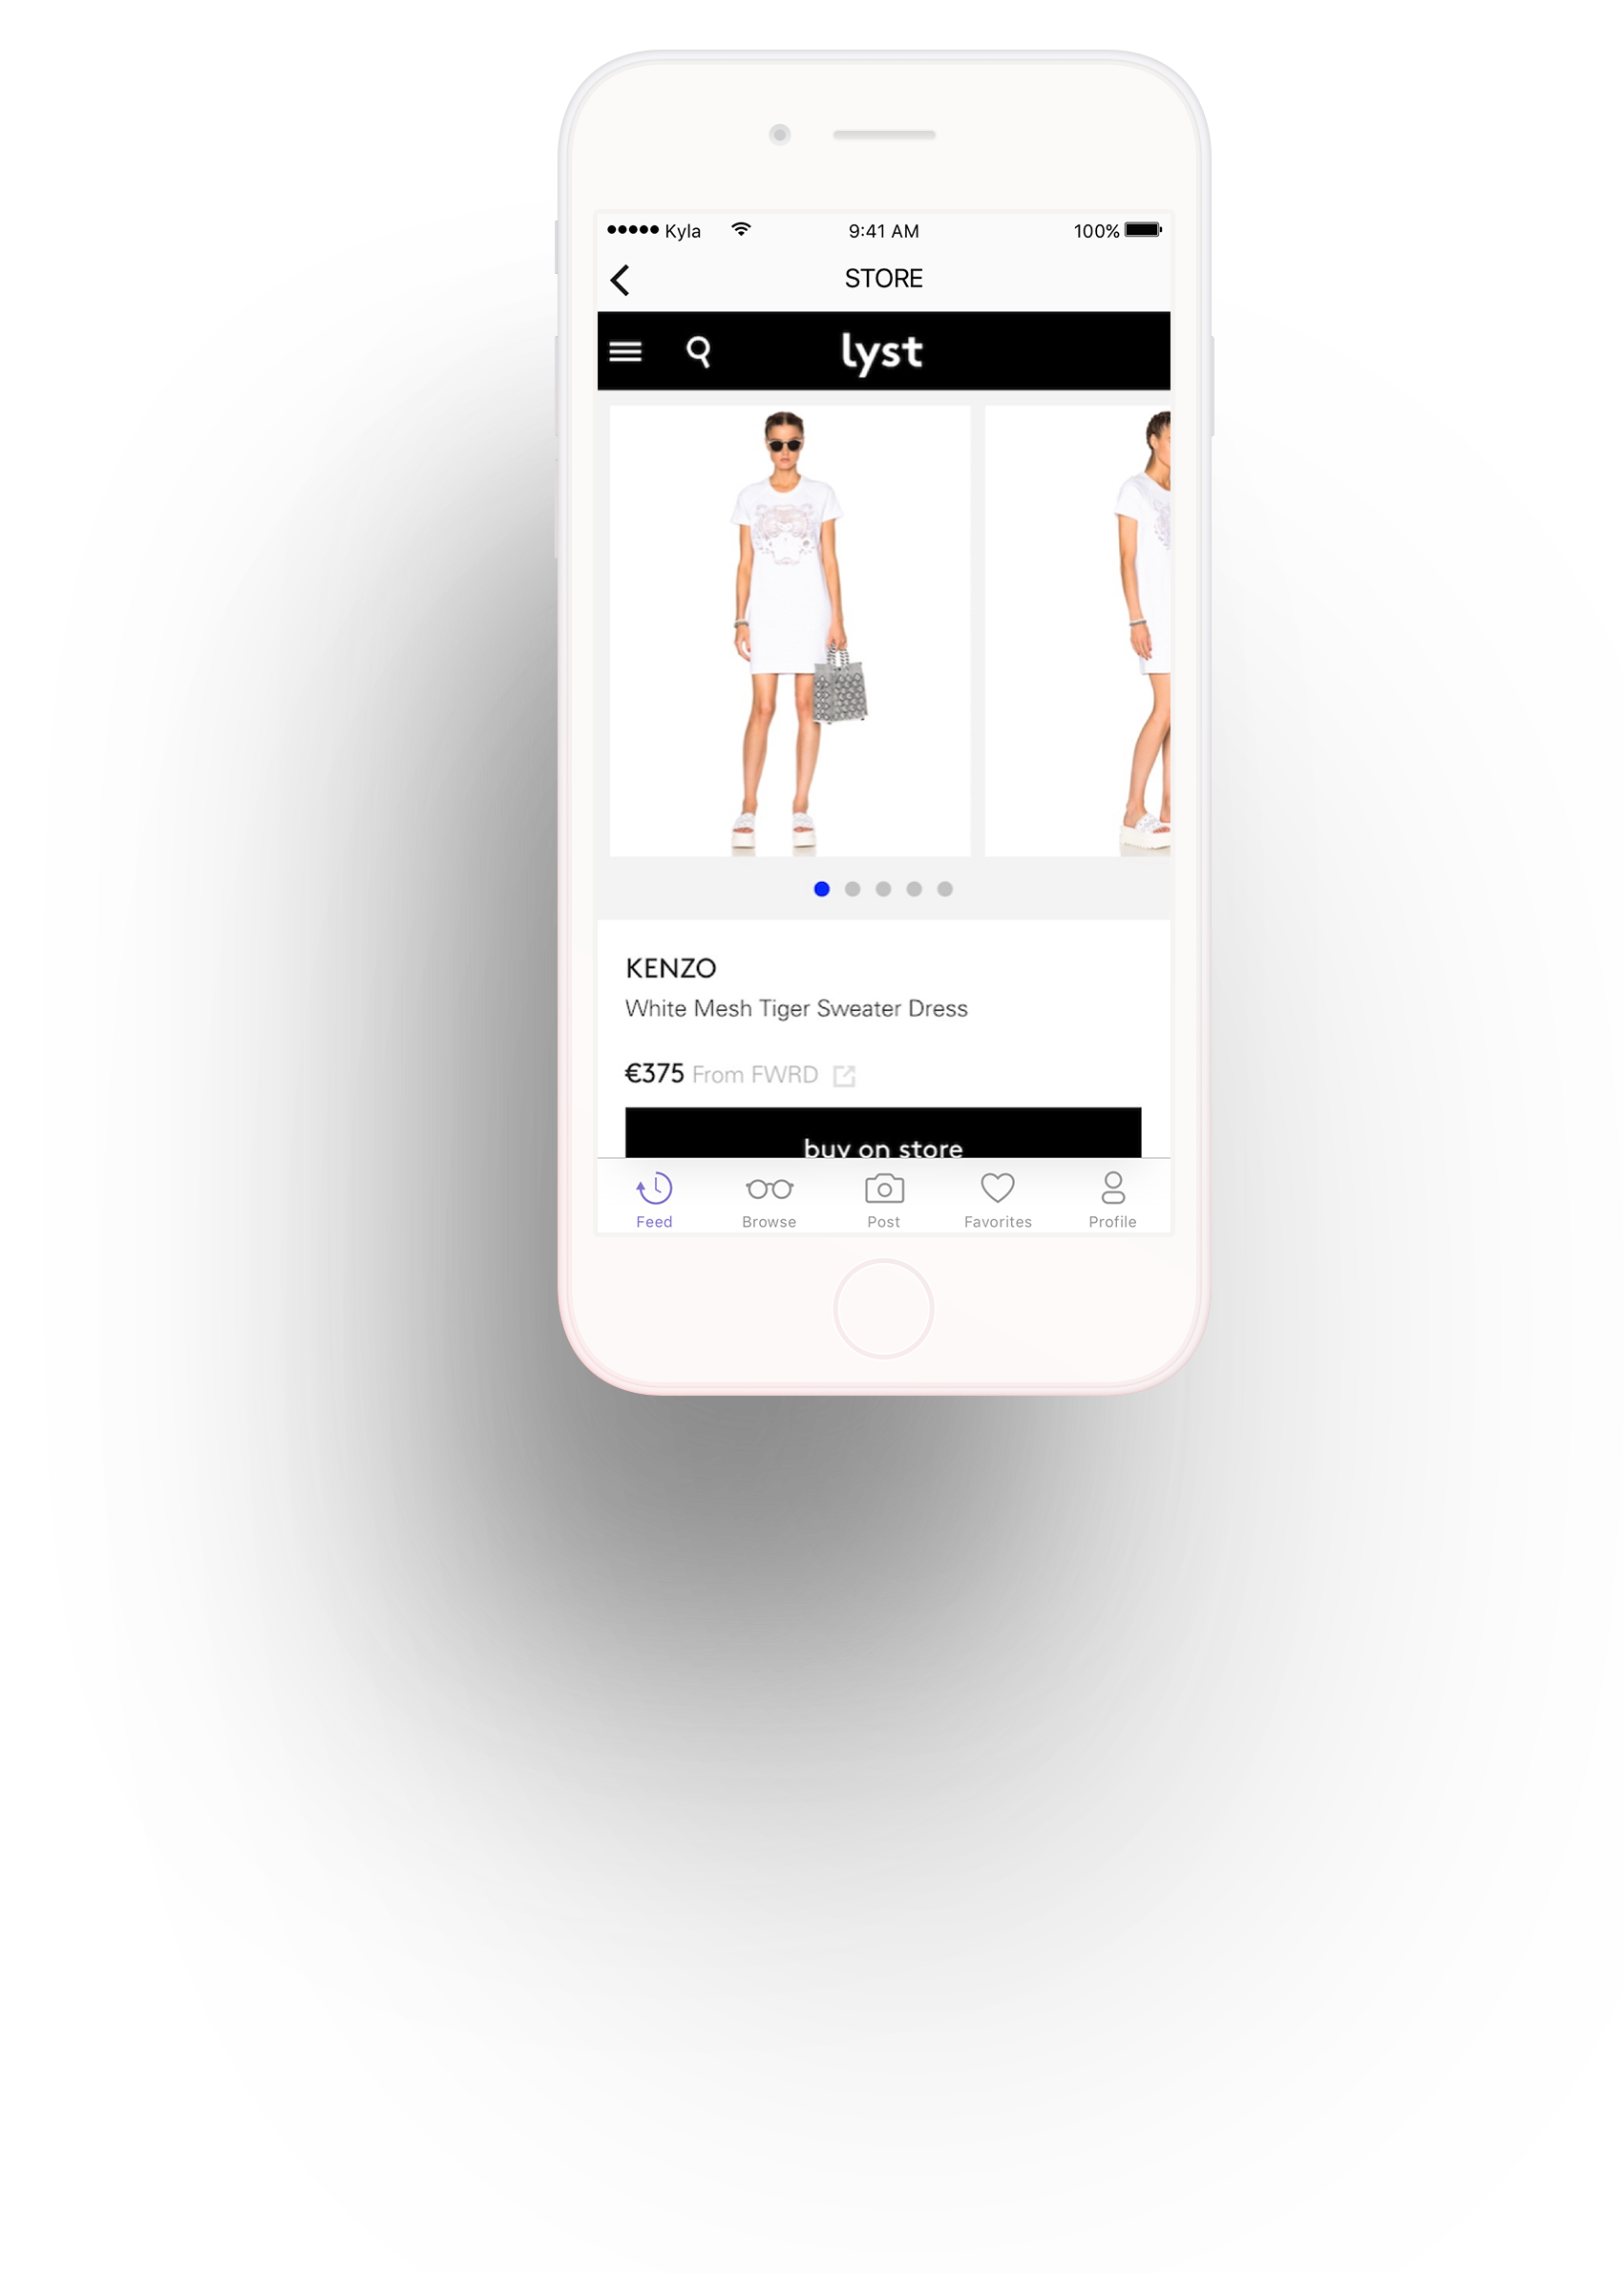 Kyla 9:41 AM 100%
STORE
lyst
KENZO
White Mesh Tiger Sweater Dress
€375 From FWRD
buy on store
Feed Browse Post Favorites Profile